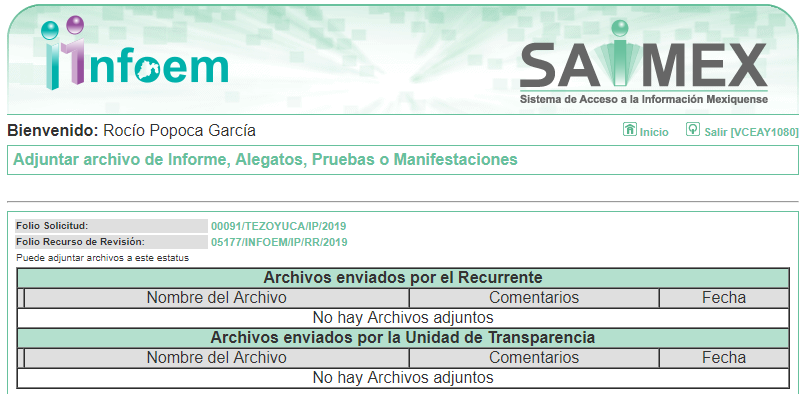 infoem
SAIMEX
Sistema de Acceso a la Información Mexiquense
Bienvenido: Rocío Popoca García
Inicio Salir [VCEAY1080]
Adjuntar archivo de Informe, Alegatos, Pruebas o Manifestaciones
Folio Solicitud: 00091/TEZOYUCA/IP/2019
Folio Recurso de Revisión: 05177/INFOEM/IP/RR/2019
Puede adjuntar archivos a este estatus
Archivos enviados por el Recurrente
Nombre del Archivo Comentarios Fecha
No hay Archivos adjuntos
Archivos enviados por la Unidad de Transparencia
Nombre del Archivo Comentarios Fecha
No hay Archivos adjuntos